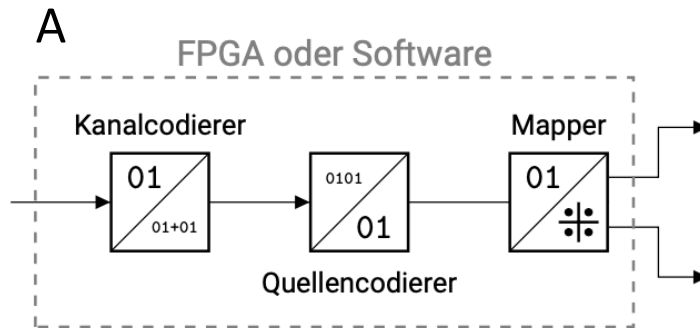 A
FPGA oder Software
Kanalcodierer
Mapper
01
01+01
0101
01
01
Quellencodierer